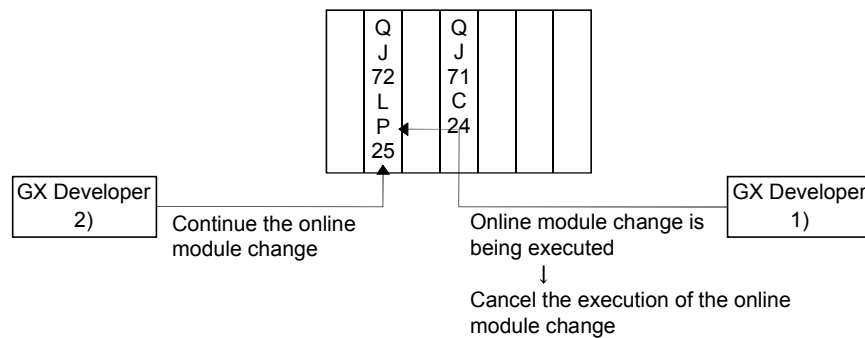 Q
J
72
L
P
25
Q
J
71
C
24
GX Developer
2)
Continue the online
module change
GX Developer
1)
Online module change is
being executed
↓
Cancel the execution of the online
module change